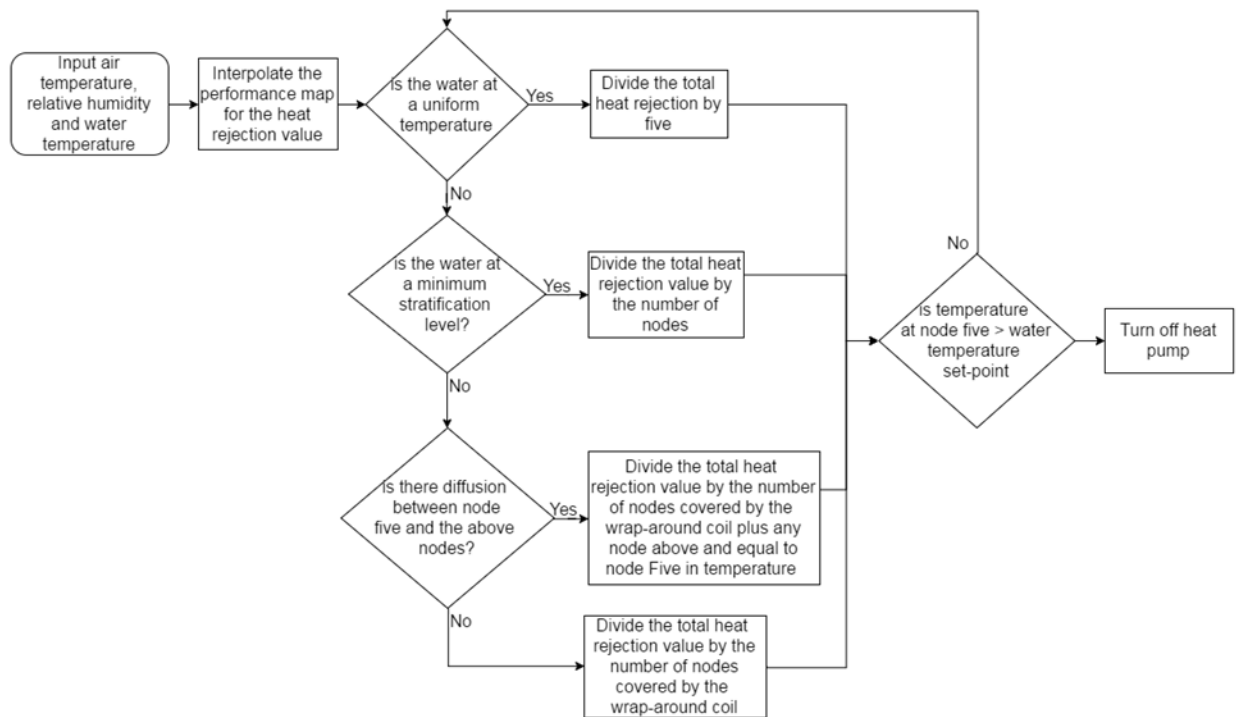 Input air
temperature,
relative humidity
and water
temperature
Interpolate the
performance map
for the heat
rejection value
is the water at
a uniform
temperature
Yes
Divide the total
heat rejection by
five
No
is the water at
a minimum
stratification
level?
Yes
Divide the total heat
rejection value by
the number of
nodes
No
is there diffusion
between node
five and the above
nodes?
Yes
Divide the total heat
rejection value by the number
of nodes covered by the
wrap-around coil plus any
node above and equal to
node Five in temperature
No
Divide the total heat
rejection value by the
number of nodes
covered by the
wrap-around coil
No
is temperature
at node five > water
temperature
set-point
Turn off heat
pump